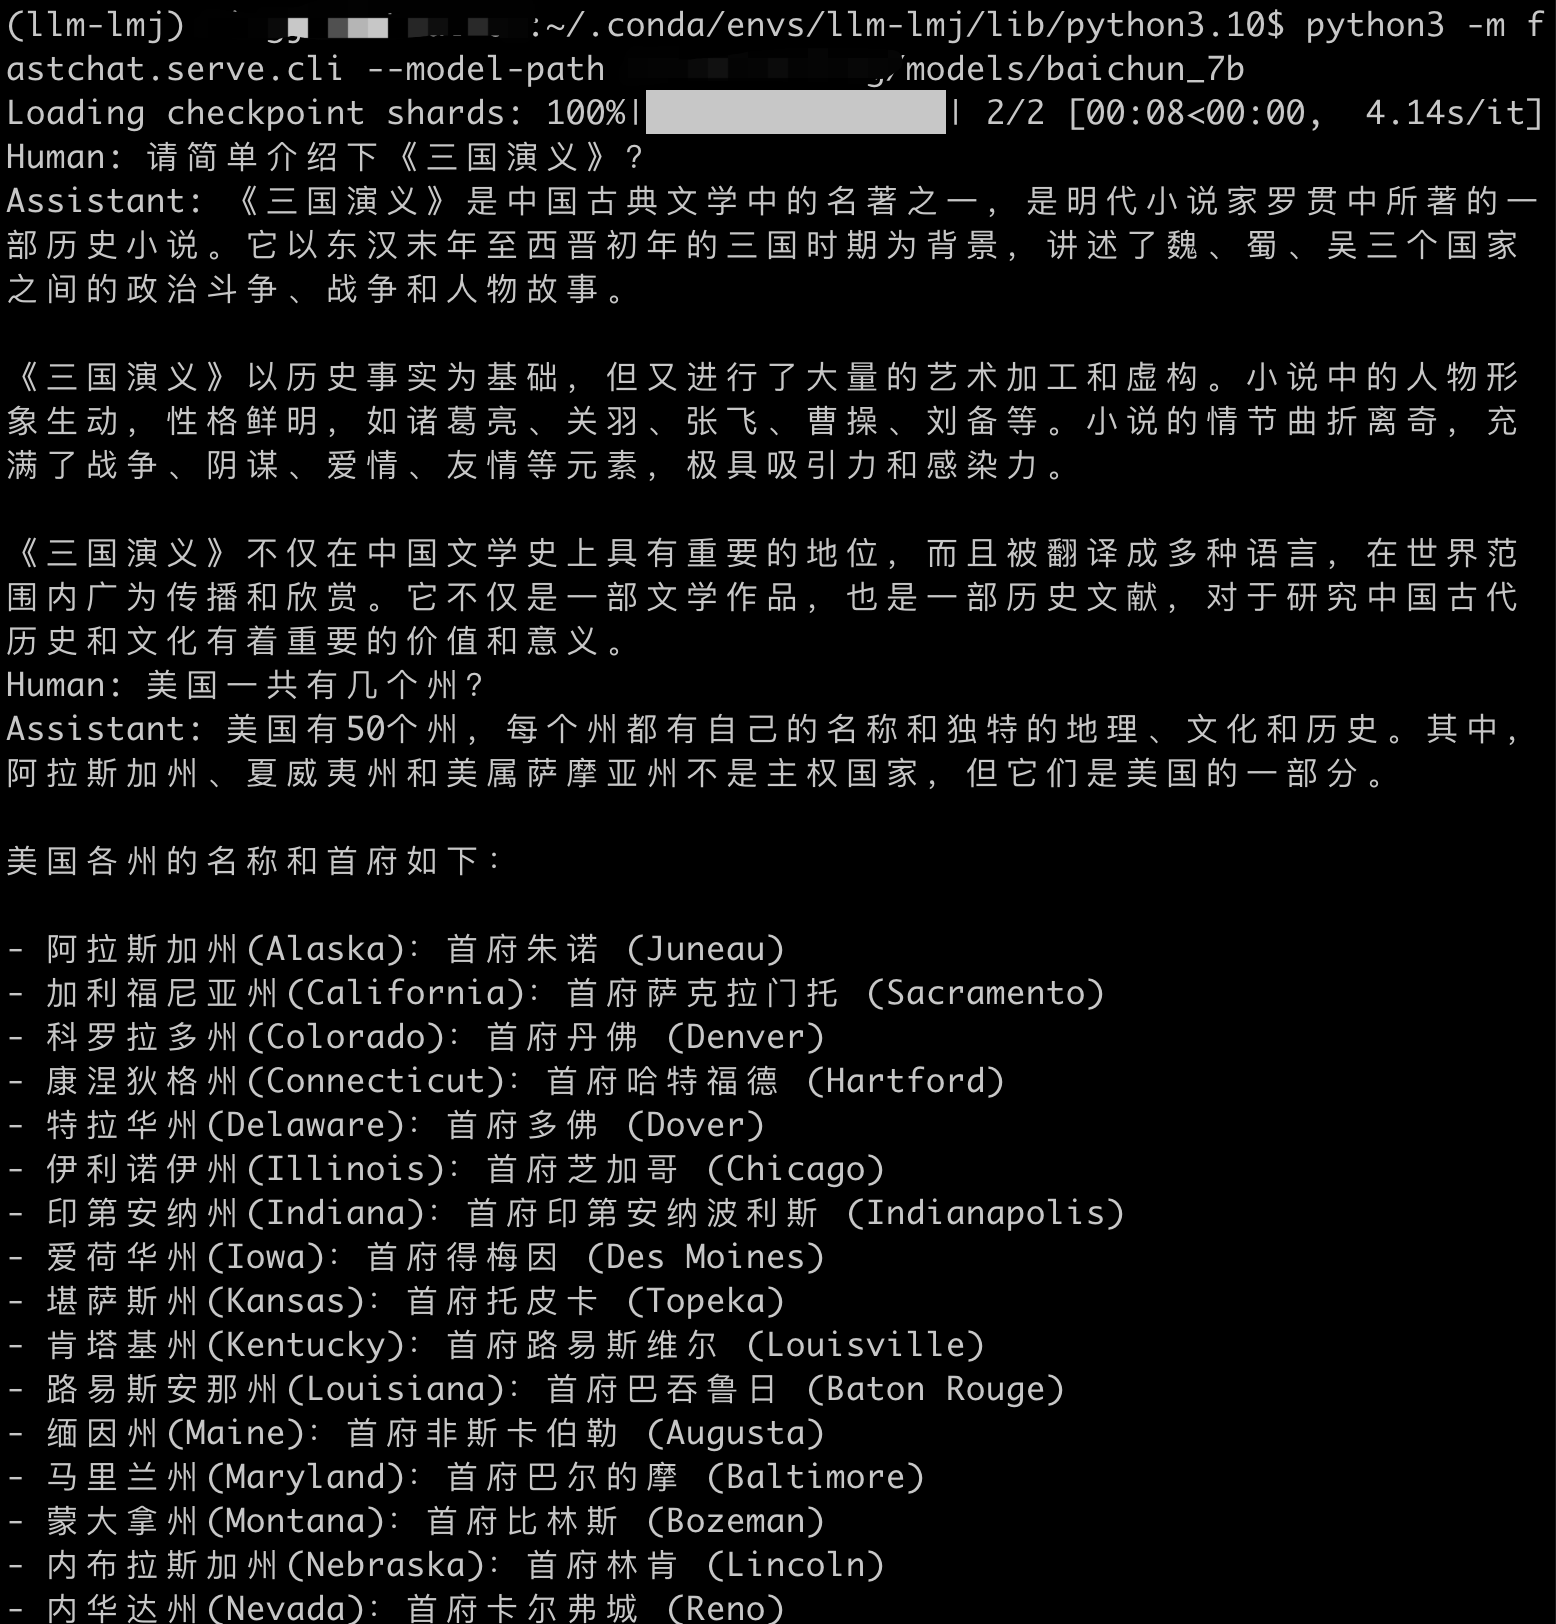 (llm-lmj) :~/.conda/envs/llm-lmj/lib/python3.10$ python3 -m f
astchat.serve.cli --model-path /models/baichun_7b
Loading checkpoint shards: 100%| | 2/2 [00:08<00:00,  4.14s/it]
Human: 请简单介绍下《三国演义》?
Assistant: 《三国演义》是中国古典文学中的名著之一，是明代小说家罗贯中所著的一
部历史小说。它以东汉末年至西晋初年的三国时期为背景，讲述了魏、蜀、吴三个国家
之间的政治斗争、战争和人物故事。
《三国演义》以历史事实为基础，但又进行了大量的艺术加工和虚构。小说中的人物形
象生动，性格鲜明，如诸葛亮、关羽、张飞、曹操、刘备等。小说的情节曲折离奇，充
满了战争、阴谋、爱情、友情等元素，极具吸引力和感染力。
《三国演义》不仅在中国文学史上具有重要的地位，而且被翻译成多种语言，在世界范
围内广为传播和欣赏。它不仅是一部文学作品，也是一部历史文献，对于研究中国古代
历史和文化有着重要的价值和意义。
Human: 美国一共有几个州?
Assistant: 美国有50个州，每个州都有自己的名称和独特的地理、文化和历史。其中，
阿拉斯加州、夏威夷州和美属萨摩亚州不是主权国家，但它们是美国的一部分。
美国各州的名称和首府如下：
- 阿拉斯加州(Alaska)：首府朱诺 (Juneau)
- 加利福尼亚州(California)：首府萨克拉门托 (Sacramento)
- 科罗拉多州(Colorado)：首府丹佛 (Denver)
- 康涅狄格州(Connecticut)：首府哈特福德 (Hartford)
- 特拉华州(Delaware)：首府多佛 (Dover)
- 伊利诺伊州(Illinois)：首府芝加哥 (Chicago)
- 印第安纳州(Indiana)：首府印第安纳波利斯 (Indianapolis)
- 爱荷华州(Iowa)：首府得梅因 (Des Moines)
- 堪萨斯州(Kansas)：首府托皮卡 (Topeka)
- 肯塔基州(Kentucky)：首府路易斯维尔 (Louisville)
- 路易斯安那州(Louisiana)：首府巴吞鲁日 (Baton Rouge)
- 缅因州(Maine)：首府非斯卡伯勒 (Augusta)
- 马里兰州(Maryland)：首府巴尔的摩 (Baltimore)
- 蒙大拿州(Montana)：首府比林斯 (Bozeman)
- 内布拉斯加州(Nebraska)：首府林肯 (Lincoln)
- 内华达州(Nevada)：首府卡尔弗城 (Reno)